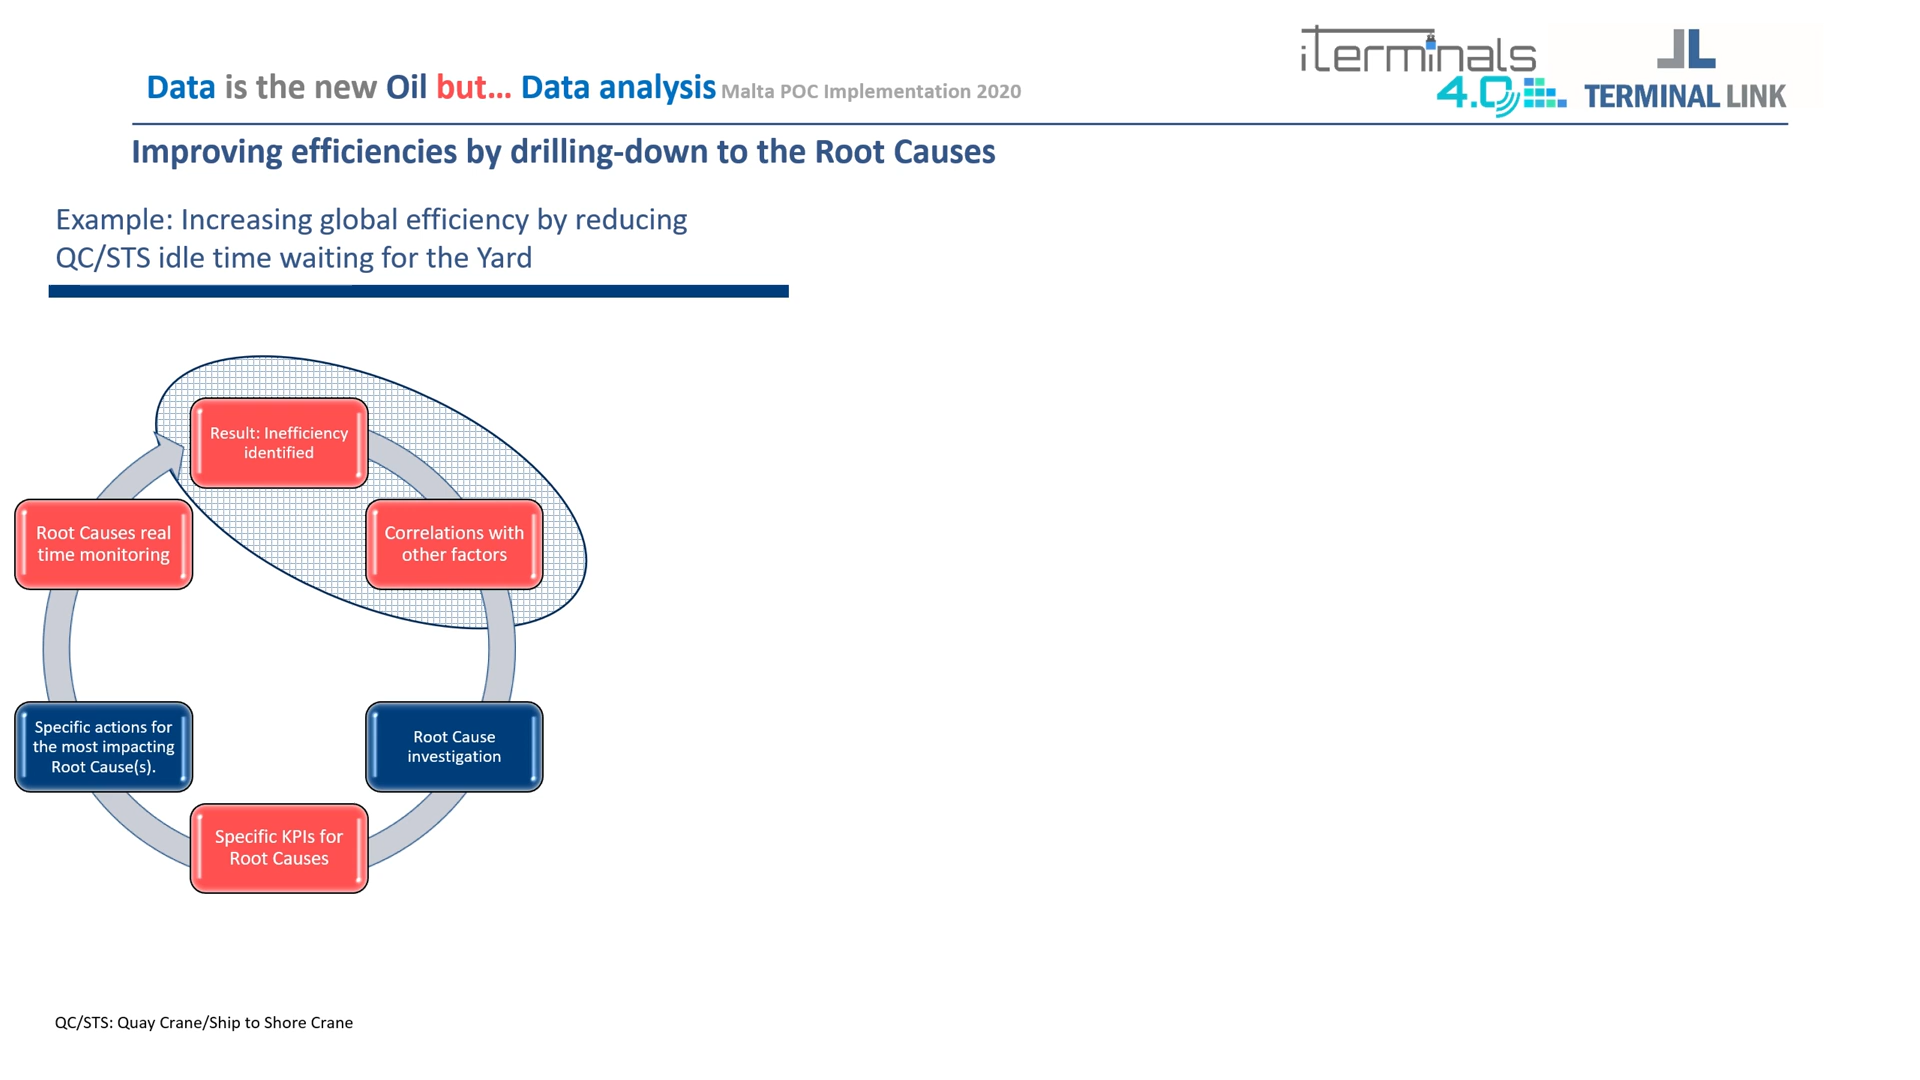 iTerminals
4.0
TERMINAL LINK
Data is the new Oil but... Data analysis Malta POC Implementation 2020
Improving efficiencies by drilling-down to the Root Causes
Example: Increasing global efficiency by reducing
QC/STS idle time waiting for the Yard
Result: Inefficiency
identified
Correlations with
other factors
Root Cause
investigation
Specific KPIs for
Root Causes
Specific actions for
the most impacting
Root Cause(s).
Root Causes real
time monitoring
QC/STS: Quay Crane/Ship to Shore Crane